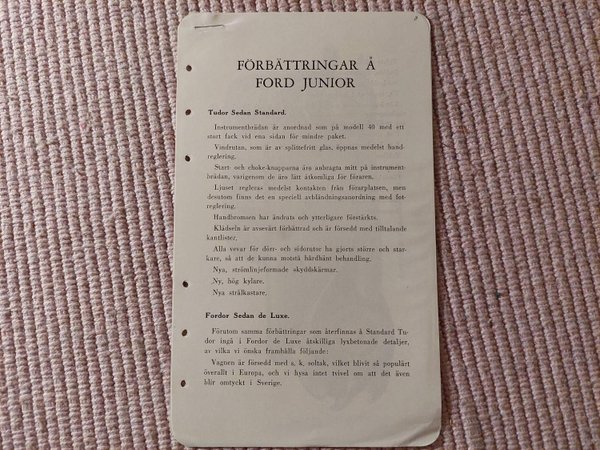 FÖRBÄTTRINGAR Å
FORD JUNIOR
Tudor Sedan Standard.
Instrumentbrädan är anordnad som på modell 40 med ett
stort fack vid ena sidan för mindre paket.
Vindrutan, som är av splitterfritt glas, öppnas medelst hand-
reglering.
Start- och choke-knapparna äro anbragta mitt på instrument-
brädan, varigenom de äro lätt åtkomliga för föraren.
Ljuset regleras medelst kontakten från förarplatsen, men
dessutom finns det en speciell avbländningsanordning med fot-
reglering.
Handbromsen har ändrats och ytterligare förstärkts.
Klädseln är avsevärt förbättrad och är försedd med tilltalande
kantlister.
Alla vevar för dörr- och sidorutor ha gjorts större och star-
kare, så att de kunna motstå hårdhänt behandling.
Nya, strömlinjeformade skyddskärmar.
Ny, hög kylare.
Nya strålkastare.
Fordor Sedan de Luxe.
Förutom samma förbättringar som återfinnas å Standard Tu-
dor ingå i Fordor de Luxe åtskilliga lyxbetonade detaljer,
av vilka vi önska framhålla följande:
Vagnen är försedd med s. k. soltak, vilket blivit så populärt
överallt i Europa, och vi hysa intet tvivel om att det även
blir omtyckt i Sverige.